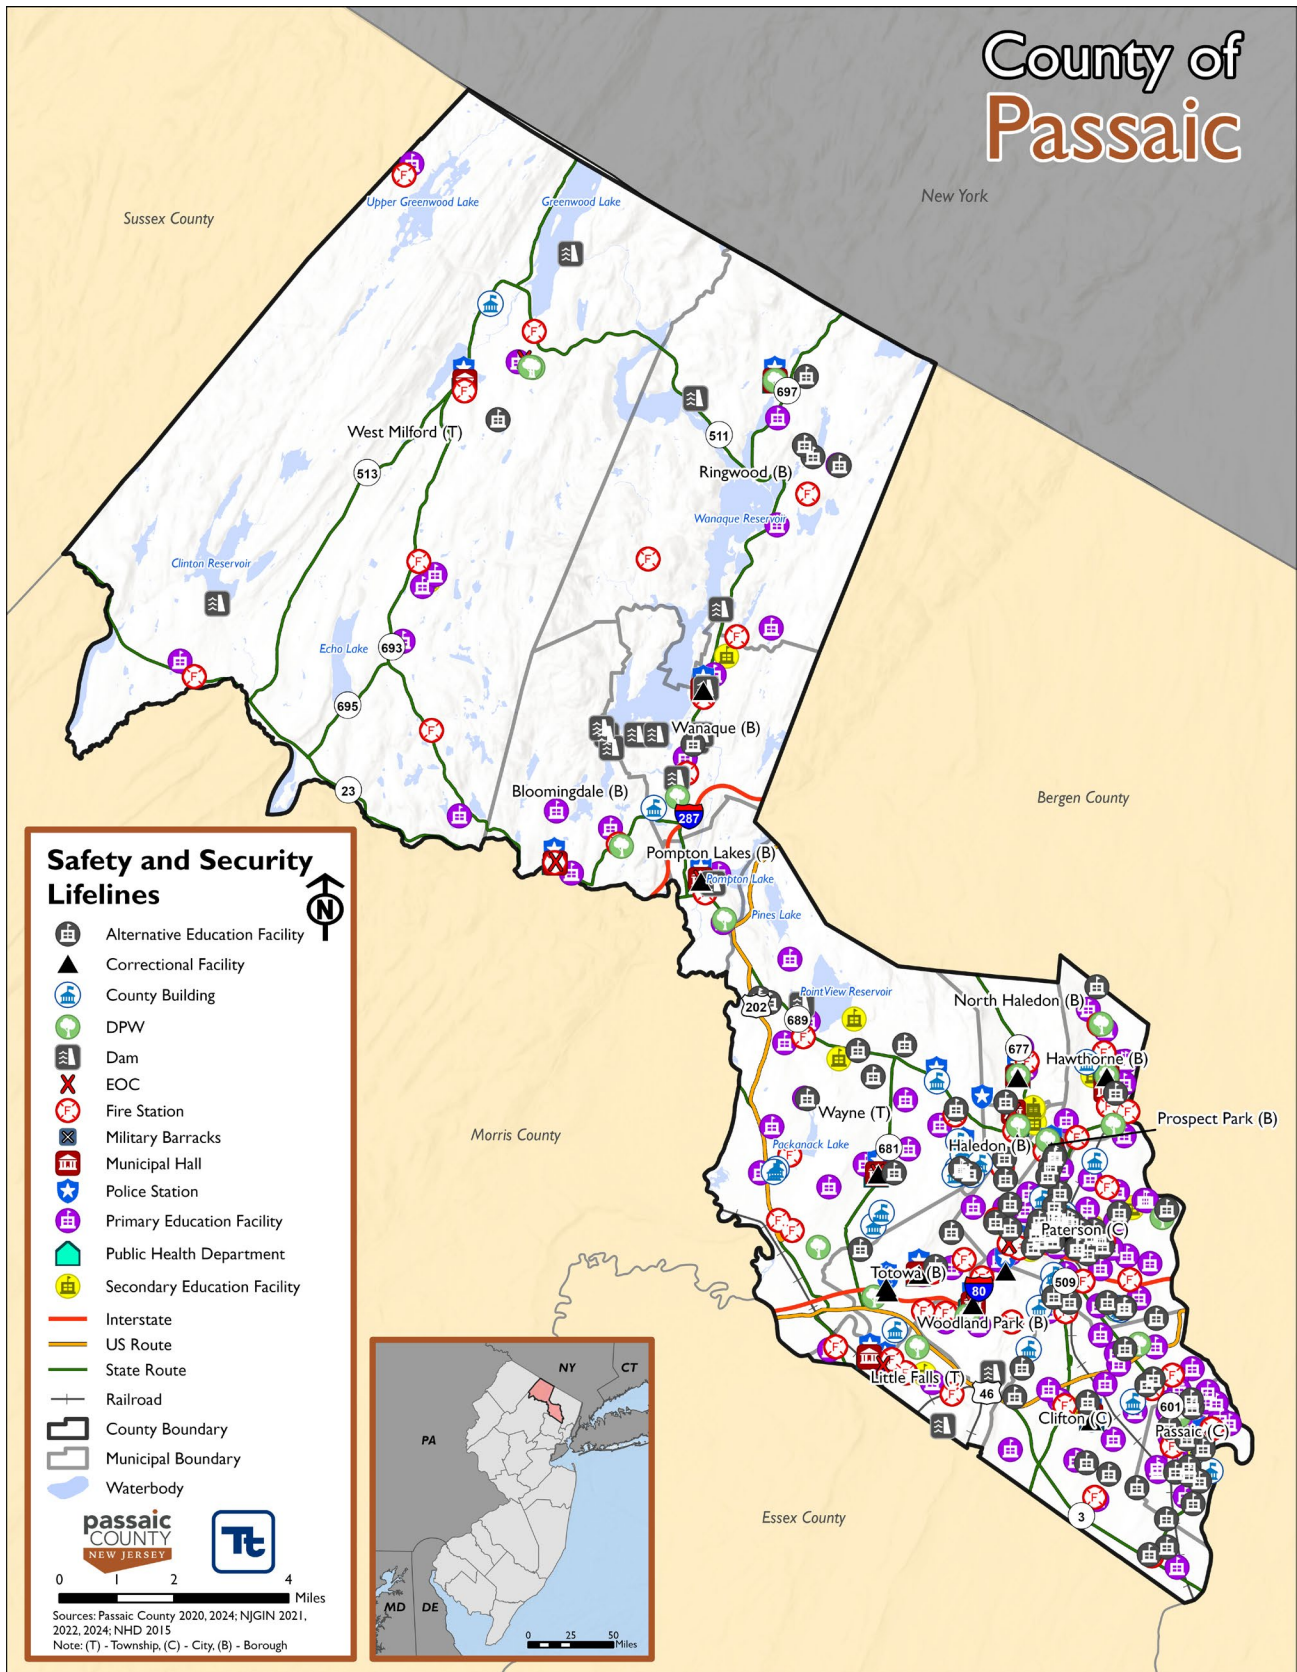 County of
Passaic
New York
Sussex County
Upper Greenwood Lake
Greenwood Lake
697
West Milford (T)
511
513
Ringwood (B)
Wanaque Reservoir
Clinton Reservoir
Echo Lake
693
695
Wanaque (B)
23
Bloomingdale (B)
287
Bergen County
Pompton Lakes (B)
Pompton Lake
Pines Lake
PointView Reservoir
North Haledon (B)
202
689
677
Hawthorne (B)
Wayne (T)
Prospect Park (B)
Morris County
Packanack Lake
681
Haledon (B)
Paterson (C)
Totowa (B)
509
80
Woodland Park (B)
Little Falls (T)
46
601
Clifton (C)
Passaic (C)
Essex County
3
Safety and Security
Lifelines
N
Alternative Education Facility
Correctional Facility
County Building
DPW
Dam
EOC
Fire Station
Military Barracks
Municipal Hall
Police Station
Primary Education Facility
Public Health Department
Secondary Education Facility
Interstate
US Route
State Route
Railroad
County Boundary
Municipal Boundary
Waterbody
passaic
COUNTY
NEW JERSEY
Tt
0 1 2 4
Miles
Sources: Passaic County 2020, 2024; NJGIN 2021,
2022, 2024; NHD 2015
Note: (T) - Township, (C) - City, (B) - Borough
NY
CT
PA
MD
DE
0 25 50
Miles